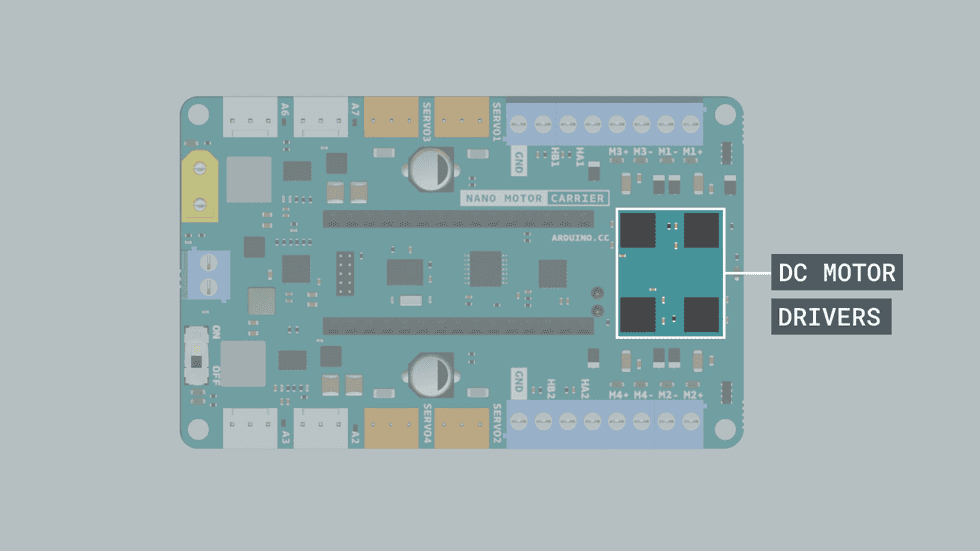 A6
A7
SERVO3
SERVO1
GND
HB1
HA1
M3+ M3- M1- M1+
NANO MOTOR CARRIER
ARDUINO.CC
DC MOTOR
DRIVERS
ON
OFF
GND
HB2
HA2
M4+ M4- M2- M2+
A3
A2
SERVO4
SERVO2